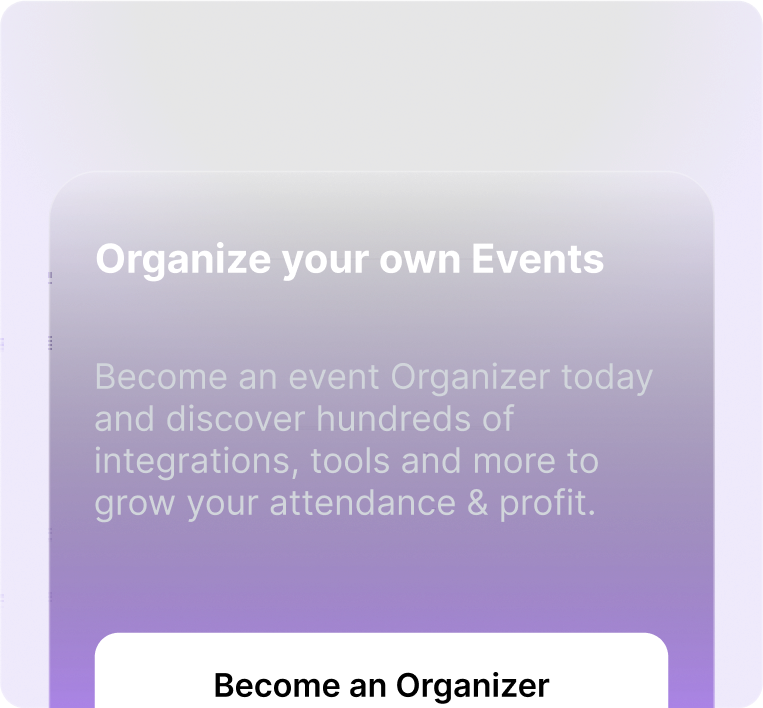 Organize your own Events
Become an event Organizer today
and discover hundreds of
integrations, tools and more to
grow your attendance & profit.
Become an Organizer